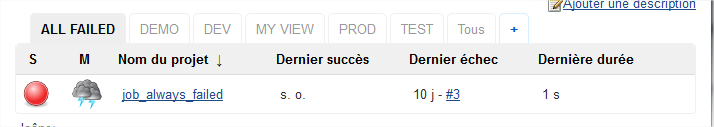 Ajouter une description
ALL FAILED DEMO DEV MY VIEW PROD TEST Tous +
S M Nom du projet ↓ Dernier succès Dernier échec Dernière durée
job_always_failed s. o. 10 j - #3 1 s